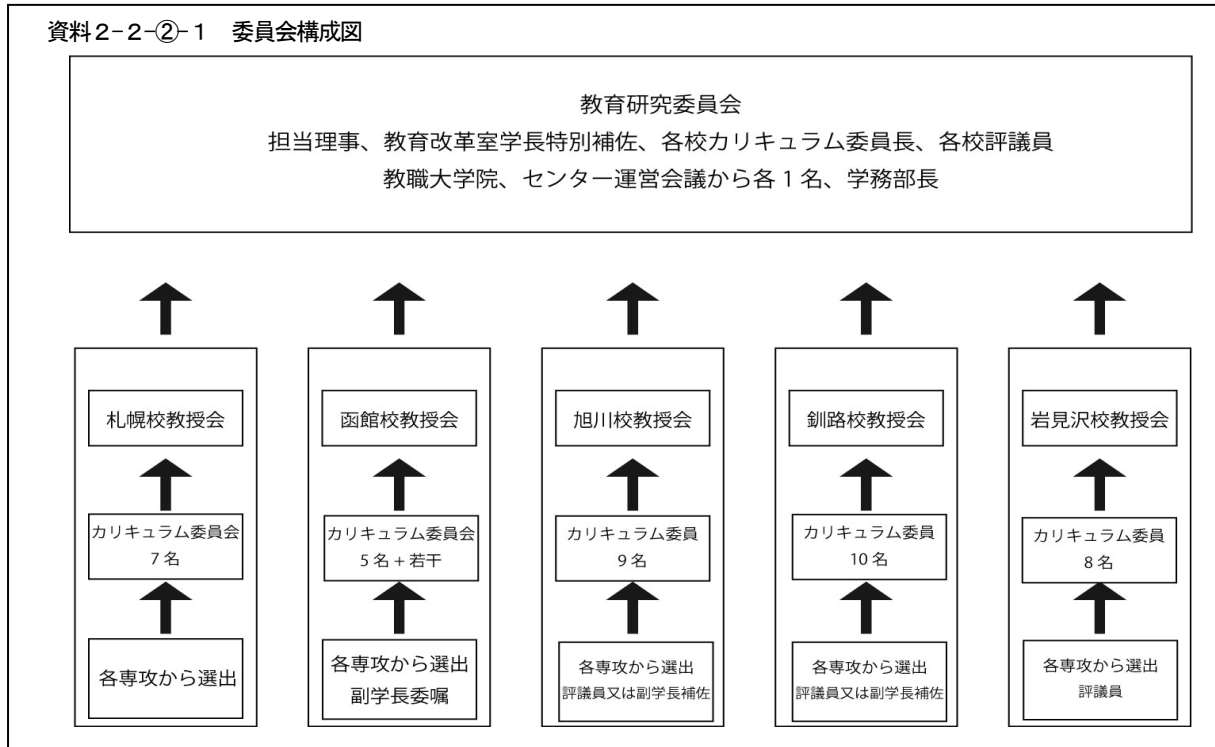 資料2-2-②-1 委員会構成図
教育研究委員会
担当理事、教育改革室学長特別補佐、各校カリキュラム委員長、各校評議員
教職大学院、センター運営会議から各1名、学務部長
札幌校教授会
カリキュラム委員会
7名
各専攻から選出
函館校教授会
カリキュラム委員会
5名+若干
各専攻から選出
副学長委嘱
旭川校教授会
カリキュラム委員
9名
各専攻から選出
評議員又は副学長補佐
釧路校教授会
カリキュラム委員
10名
各専攻から選出
評議員又は副学長補佐
岩見沢校教授会
カリキュラム委員
8名
各専攻から選出
評議員